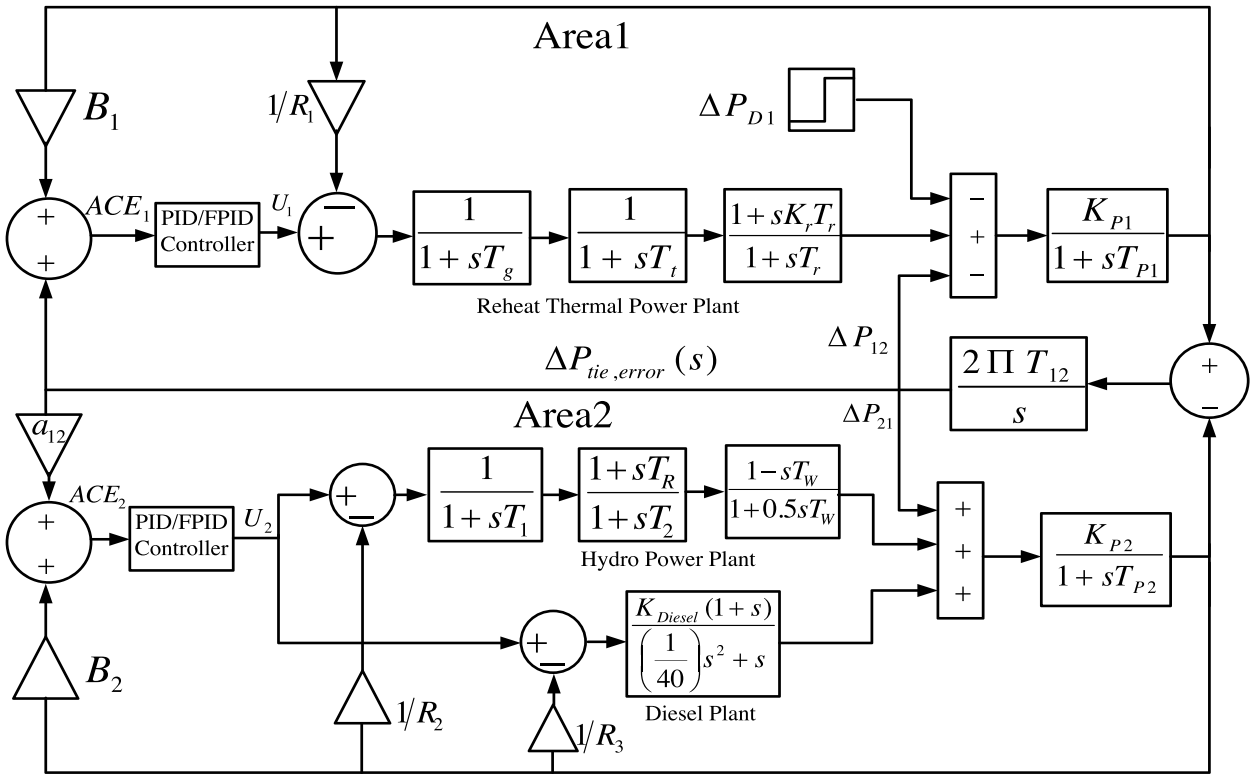 Area1
B1
1/R1
ΔP D1
+
+
ACE1
PID/FPID
Controller
U1
−
+
1
1 + sTg
1
1 + sTt
1 + sKrTr
1 + sTr
−
+
−
KP1
1 + sTP1
Reheat Thermal Power Plant
ΔP12
ΔPtie,error (s)
2 Π T12
s
+
−
a12
Area2
ΔP21
ACE2
+
+
PID/FPID
Controller
U2
+
−
1
1 + sT1
1 + sTR
1 + sT2
1 − sTW
1 + 0.5sTW
Hydro Power Plant
+
+
+
KP2
1 + sTP2
B2
+
−
KDiesel (1 + s)
(1/40)s² + s
Diesel Plant
1/R2
1/R3